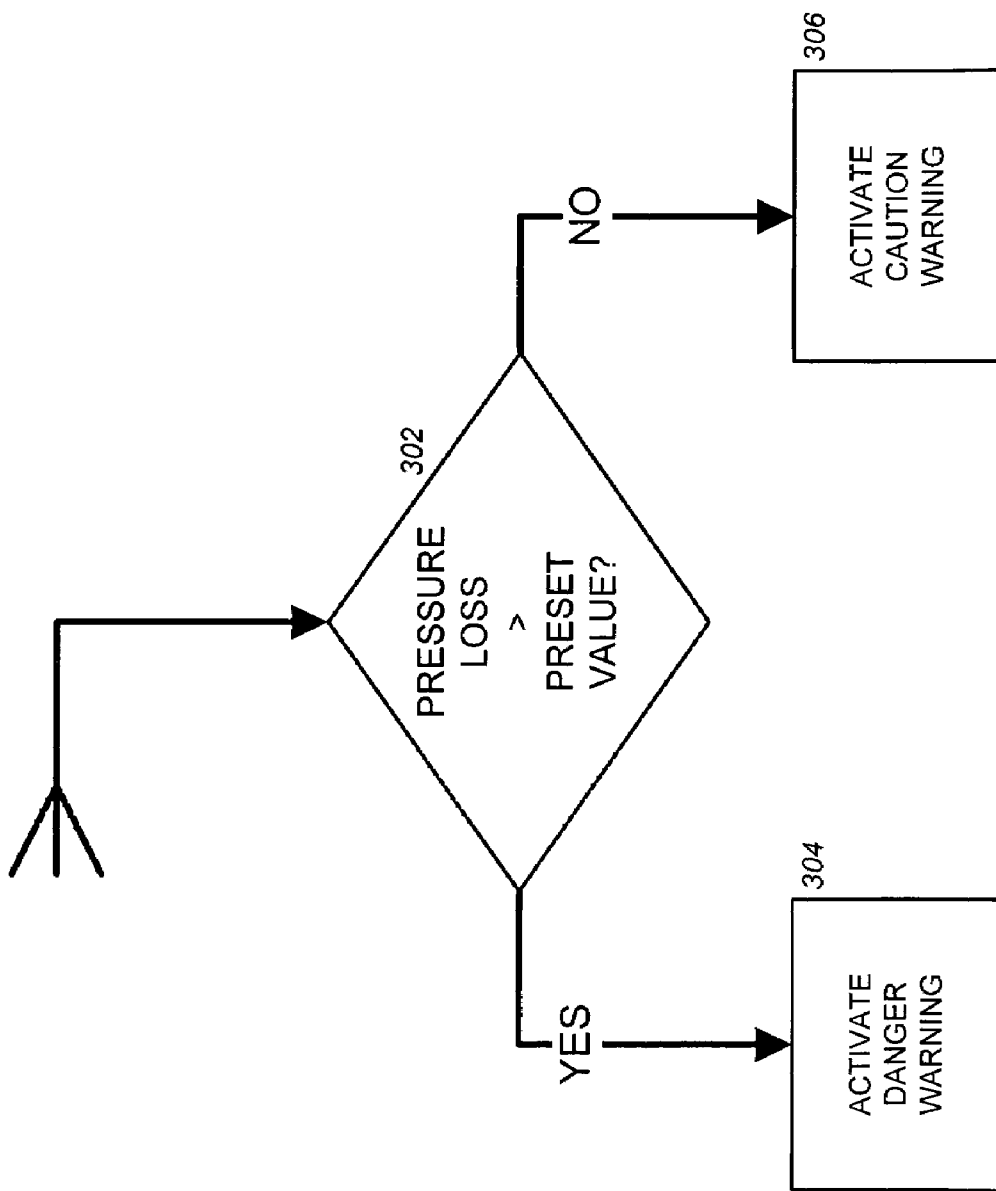 302
PRESSURE
LOSS
>
PRESET
VALUE?
YES
NO
304
ACTIVATE
DANGER
WARNING
306
ACTIVATE
CAUTION
WARNING